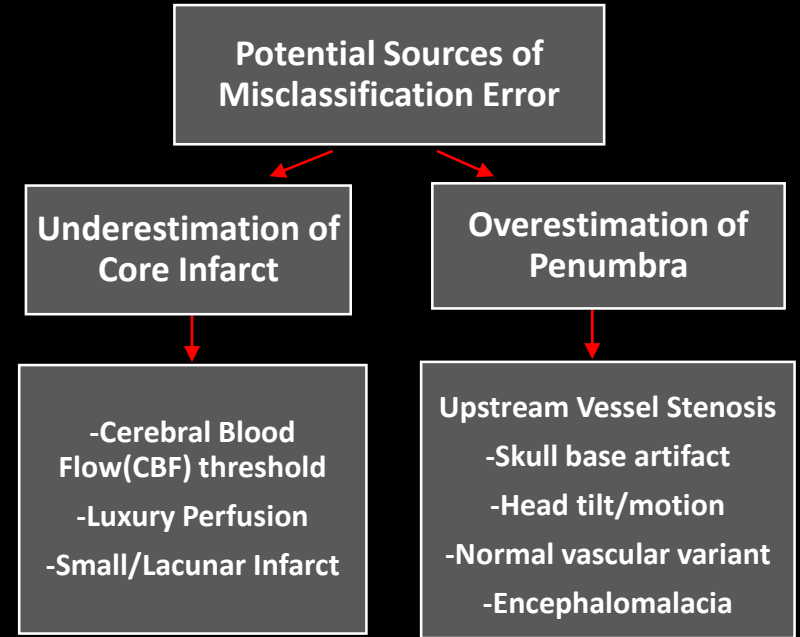 Potential Sources of
Misclassification Error
Underestimation of
Core Infarct
Overestimation of
Penumbra
-Cerebral Blood
Flow(CBF) threshold
-Luxury Perfusion
-Small/Lacunar Infarct
Upstream Vessel Stenosis
-Skull base artifact
-Head tilt/motion
-Normal vascular variant
-Encephalomalacia